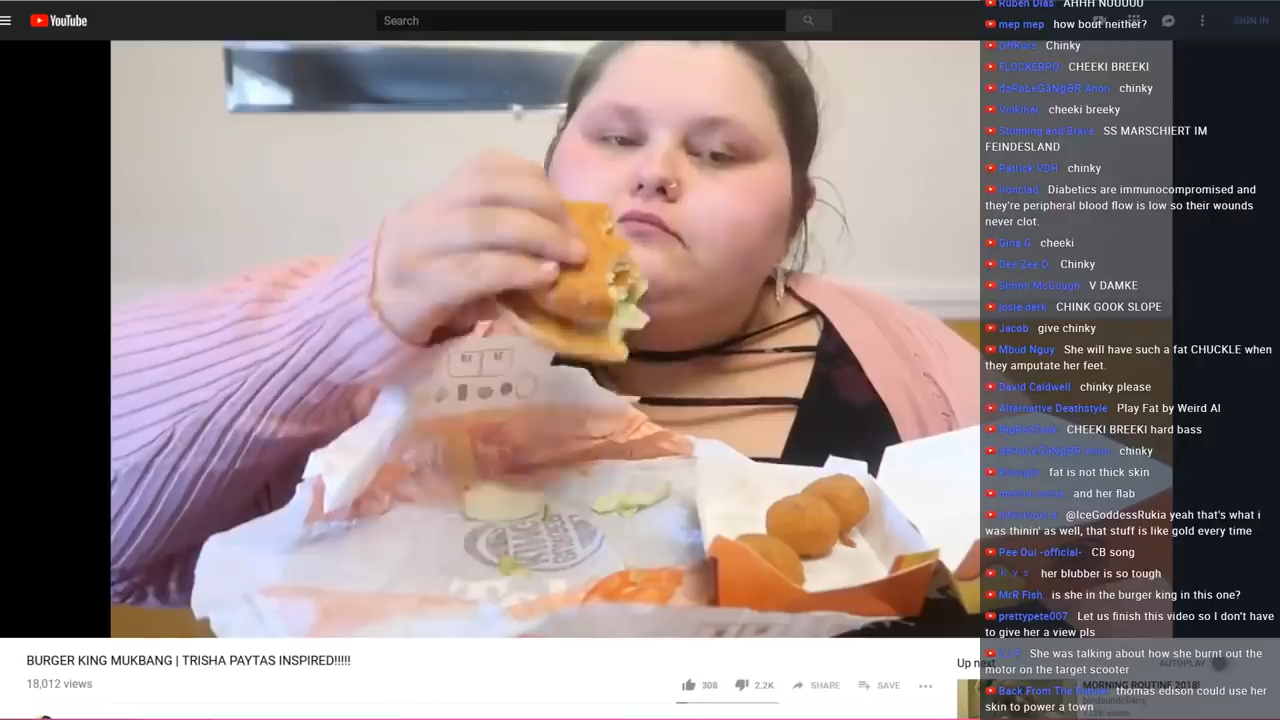 YouTube
Search
SIGN IN
Ruben Dias AHHH NUUUUU
mep mep how bout neither?
OffKors Chinky
FLOCKERPO CHEEKI BREEKI
Anon chinky
Volkihar cheeki breeky
Stunning and Brave SS MARSCHIERT IM
FEINDESLAND
Patrick VDH chinky
Ironclad Diabetics are immunocompromised and
they're peripheral blood flow is low so their wounds
never clot.
Gina G cheeki
Dee Zee D. Chinky
Simon McGough V DAMKE
josie derk CHINK GOOK SLOPE
Jacob give chinky
Mbud Nguy She will have such a fat CHUCKLE when
they amputate her feet.
David Caldwell chinky please
Alternative Deathstyle Play Fat by Weird Al
CHEEKI BREEKI hard bass
Anon chinky
fat is not thick skin
and her flab
@IceGoddessRukia yeah that's what i
was thinin' as well, that stuff is like gold every time
Pee Oui -official- CB song
her blubber is so tough
MrR Fish is she in the burger king in this one?
prettypete007 Let us finish this video so I don't have
to give her a view pls
She was talking about how she burnt out the
motor on the target scooter
Back From The Future thomas edison could use her
skin to power a town
BURGER KING MUKBANG | TRISHA PAYTAS INSPIRED!!!!!
18,012 views
308
2.2K
SHARE
SAVE
Up next
AUTOPLAY
MORNING ROUTINE 2018!